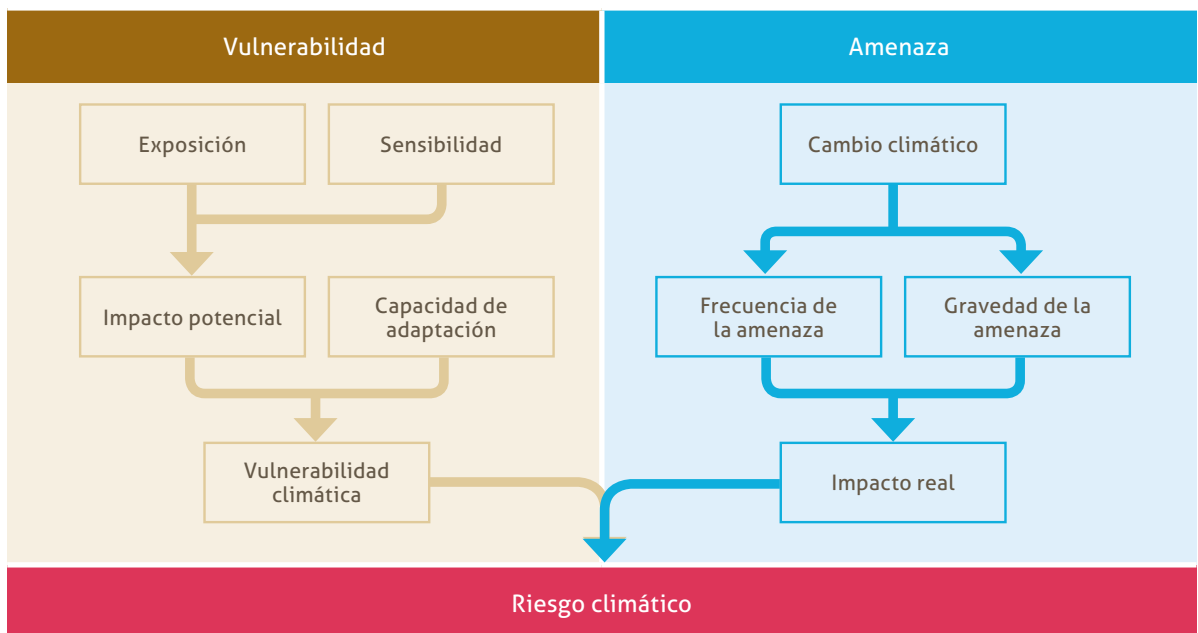 Vulnerabilidad
Amenaza
Exposición
Sensibilidad
Cambio climático
Impacto potencial
Capacidad de
adaptación
Frecuencia de
la amenaza
Gravedad de la
amenaza
Vulnerabilidad
climática
Impacto real
Riesgo climático